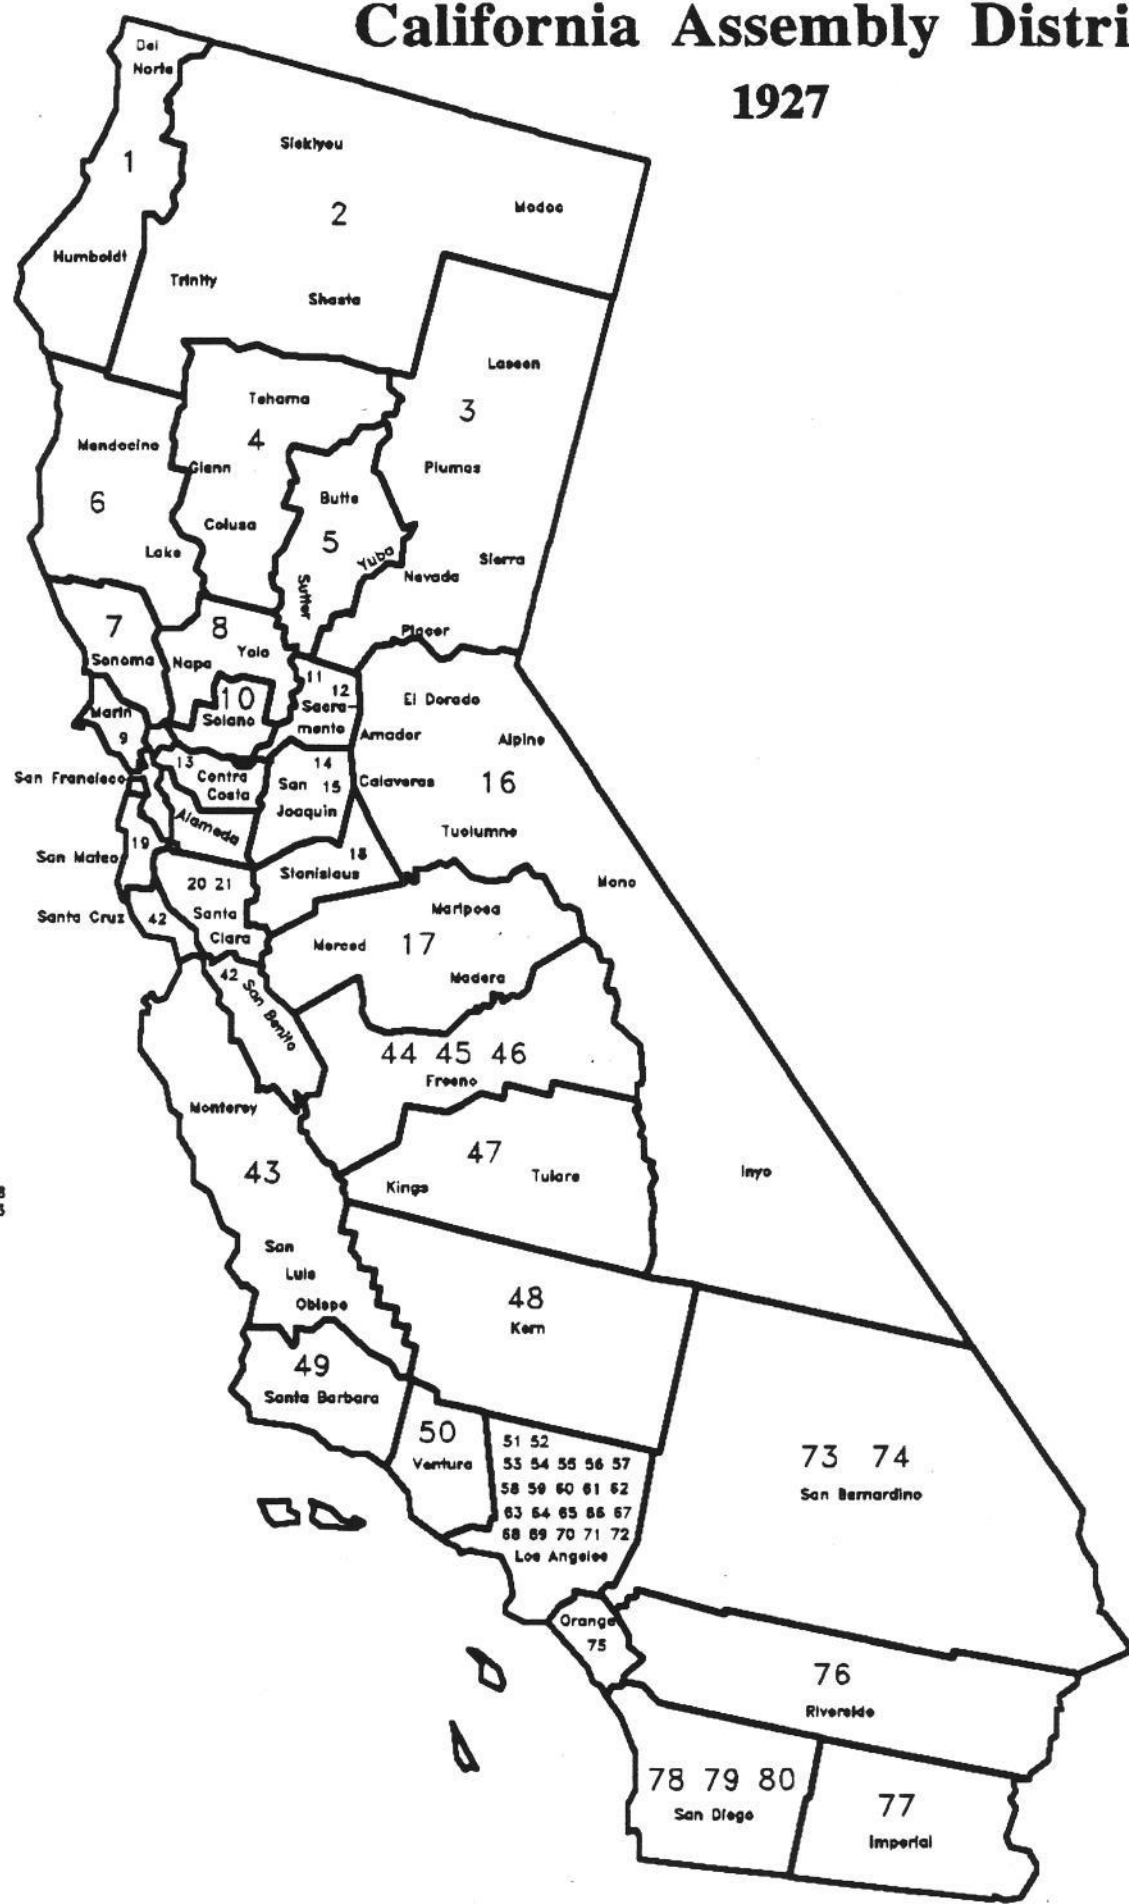 California Assembly Distri
1927
Del
Norte
1
Siskiyou
2
Modoc
Humboldt
Trinity
Shasta
Lassen
3
Tehama
4
Mendocino
Glenn
Plumas
Butte
6
Colusa
5
Lake
Yuba
Sierra
Nevada
Sutter
7
8
Placer
Sonoma
Napa
Yolo
11
12
10
El Dorado
Solano
Sacra-
mento
Marin
9
Amador
Alpine
13
14
San Francisco
Contra
Costa
San 15
Joaquin
Calaveras
16
Alameda
Tuolumne
19
San Mateo
18
Stanislaus
20 21
Mono
Santa Cruz
42
Santa
Clara
Mariposa
Merced
17
Madera
42
San Benito
44 45 46
Fresno
Monterey
43
47
Kings
Tulare
Inyo
San
Luis
Obispo
48
Kern
49
Santa Barbara
50
Ventura
51 52
53 54 55 56 57
58 59 60 61 62
63 64 65 66 67
68 69 70 71 72
Los Angeles
73 74
San Bernardino
Orange
75
76
Riverside
78 79 80
San Diego
77
Imperial